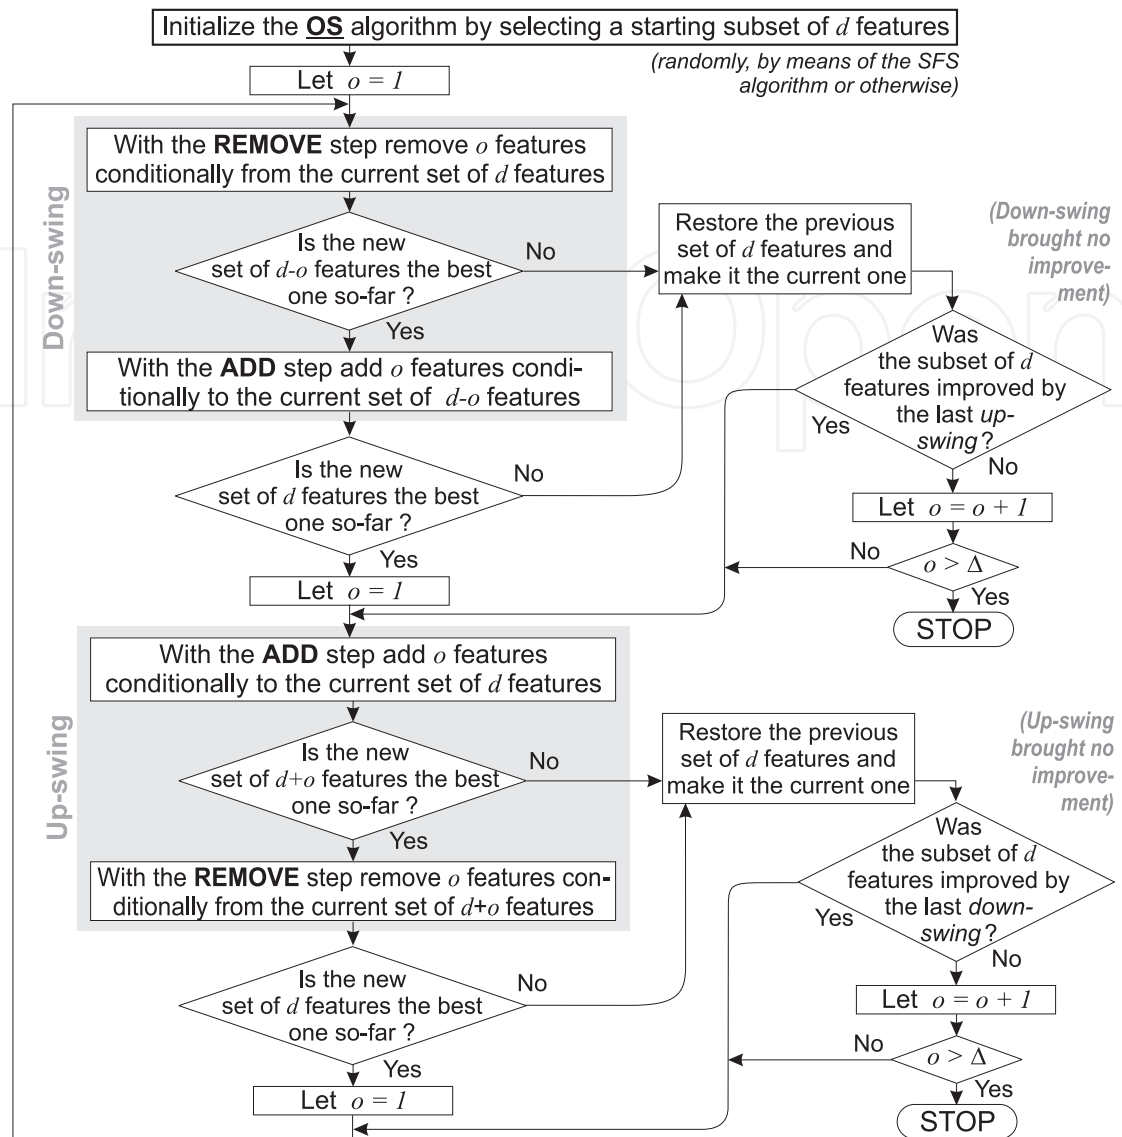 Initialize the OS algorithm by selecting a starting subset of d features
(randomly, by means of the SFS
algorithm or otherwise)
Let o = 1
Down-swing
With the REMOVE step remove o features
conditionally from the current set of d features
Is the new
set of d-o features the best
one so-far ?
No
Yes
Restore the previous
set of d features and
make it the current one
(Down-swing
brought no
improve-
ment)
With the ADD step add o features condi-
tionally to the current set of d-o features
Was
the subset of d
features improved by
the last up-
swing ?
Yes
No
Is the new
set of d features the best
one so-far ?
No
Yes
Let o = o + 1
o > Δ
No
Yes
STOP
Let o = 1
Up-swing
With the ADD step add o features
conditionally to the current set of d features
Is the new
set of d+o features the best
one so-far ?
No
Yes
Restore the previous
set of d features and
make it the current one
(Up-swing
brought no
improve-
ment)
With the REMOVE step remove o features con-
ditionally from the current set of d+o features
Was
the subset of d
features improved by
the last down-
swing ?
Yes
No
Is the new
set of d features the best
one so-far ?
No
Yes
Let o = o + 1
o > Δ
No
Yes
STOP
Let o = 1